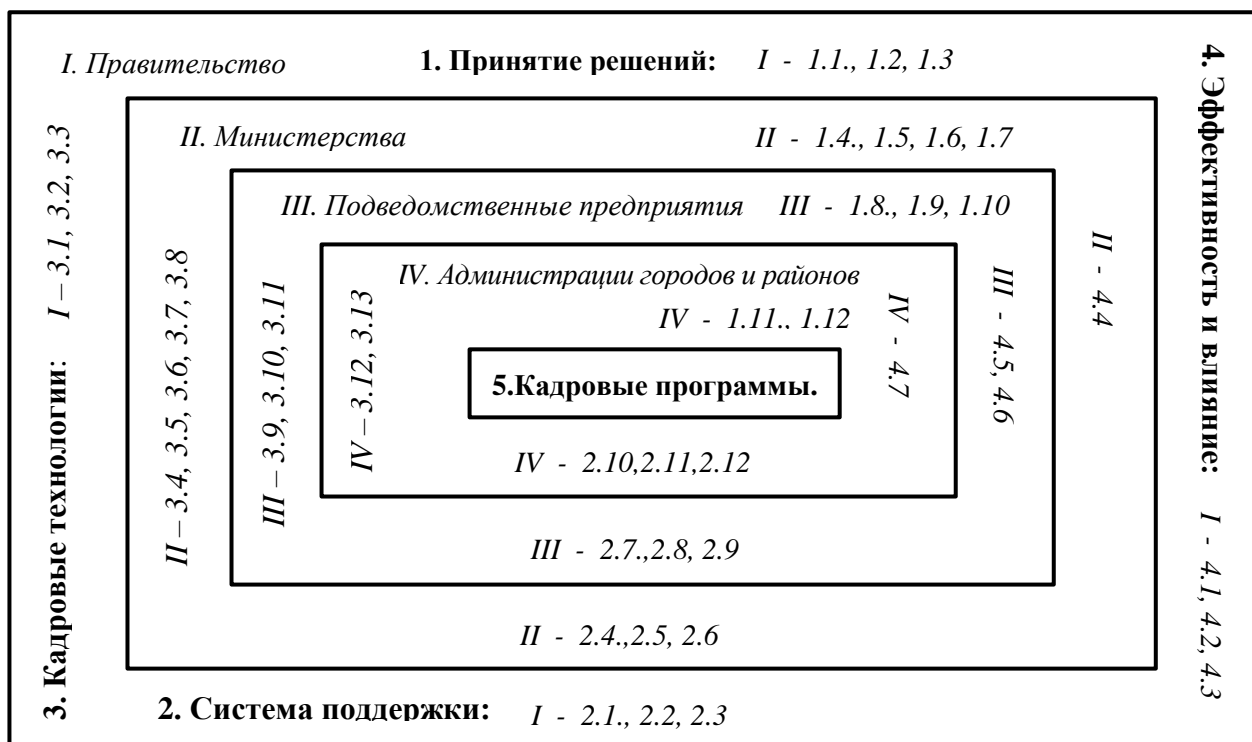 I. Правительство
1. Принятие решений: I - 1.1., 1.2, 1.3
II. Министерства
II - 1.4., 1.5, 1.6, 1.7
III. Подведомственные предприятия
III - 1.8., 1.9, 1.10
IV. Администрации городов и районов
IV - 1.11., 1.12
5.Кадровые программы.
IV - 2.10,2.11,2.12
III - 2.7.,2.8, 2.9
II - 2.4.,2.5, 2.6
2. Система поддержки: I - 2.1., 2.2, 2.3
3. Кадровые технологии: I – 3.1, 3.2, 3.3
II – 3.4, 3.5, 3.6, 3.7, 3.8
III – 3.9, 3.10, 3.11
IV – 3.12, 3.13
IV - 4.7
III - 4.5, 4.6
II - 4.4
4. Эффективность и влияние: I - 4.1, 4.2, 4.3